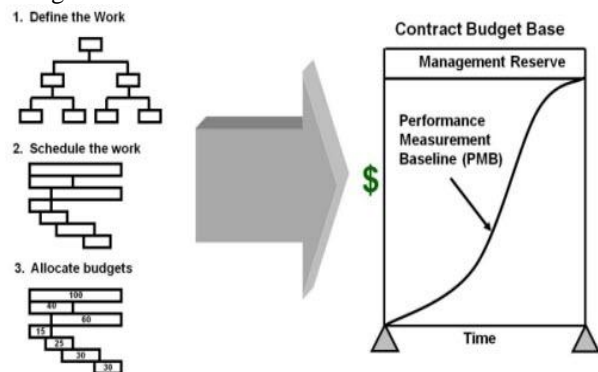 1. Define the Work
2. Schedule the work
3. Allocate budgets
100
40
60
15
25
30
30
Contract Budget Base
Management Reserve
Performance
Measurement
Baseline (PMB)
$
Time